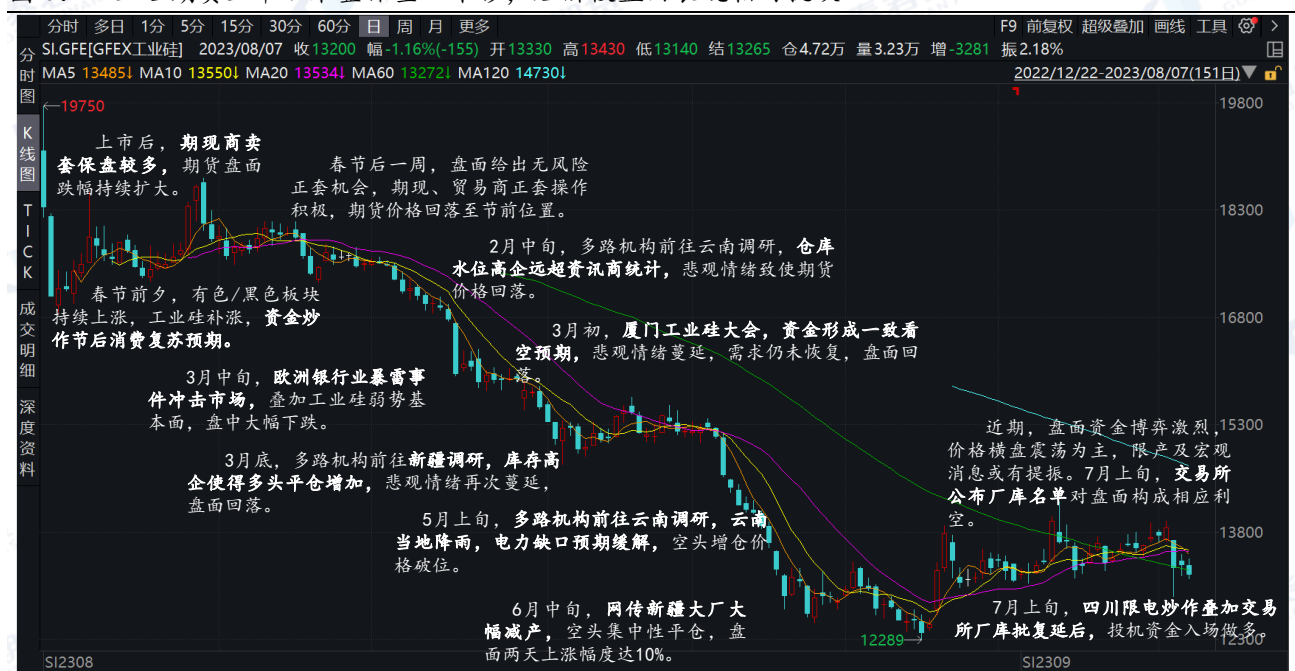 分时 多日 1分 5分 15分 30分 60分 日 周 月 更多 F9 前复权 超级叠加 画线 工具
SI.GFE[GFEX工业硅] 2023/08/07 收13200 幅-1.16%(-155) 开13330 高13430 低13140 结13265 仓4.72万 量3.23万 增-3281 振2.18%
MA5 13485↓ MA10 13550↓ MA20 13534↓ MA60 13272↓ MA120 14730↓ 2022/12/22-2023/08/07(151日)
分时图
K线图
TICK
成交明细
深度资料
19750
19800
18300
16800
15300
13800
12300
上市后，期现商卖
套保盘较多，期货盘面
跌幅持续扩大。
春节后一周，盘面给出无风险
正套机会，期现、贸易商正套操作
积极，期货价格回落至节前位置。
2月中旬，多路机构前往云南调研，仓库
水位高企远超资讯商统计，悲观情绪致使期货
价格回落。
春节前夕，有色/黑色板块
持续上涨，工业硅补涨，资金炒
作节后消费复苏预期。
3月初，厦门工业硅大会，资金形成一致看
空预期，悲观情绪蔓延，需求仍未恢复，盘面回
落。
3月中旬，欧洲银行业暴雷事
件冲击市场，叠加工业硅弱势基
本面，盘中大幅下跌。
3月底，多路机构前往新疆调研，库存高
企使得多头平仓增加，悲观情绪再次蔓延，
盘面回落。
近期，盘面资金博弈激烈，
价格横盘震荡为主，限产及宏观
消息或有提振。7月上旬，交易所
公布厂库名单对盘面构成相应利
空。
5月上旬，多路机构前往云南调研，云南
当地降雨，电力缺口预期缓解，空头增仓价
格破位。
6月中旬，网传新疆大厂大
幅减产，空头集中性平仓，盘
面两天上涨幅度达10%。
12289
7月上旬，四川限电炒作叠加交易
所厂库批复延后，投机资金入场做多。
SI2308 SI2309